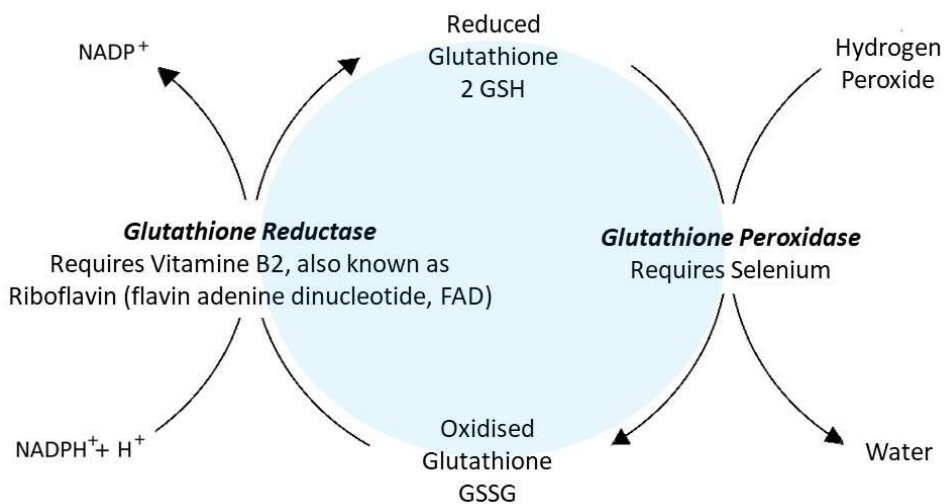 NADP⁺
Reduced
Glutathione
2 GSH
Hydrogen
Peroxide
Glutathione Reductase
Requires Vitamine B2, also known as
Riboflavin (flavin adenine dinucleotide, FAD)
Glutathione Peroxidase
Requires Selenium
NADPH⁺+ H⁺
Oxidised
Glutathione
GSSG
Water